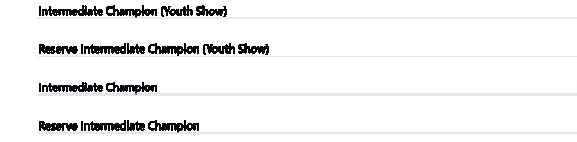 Intermediate Champion (Youth Show)
Reserve Intermediate Champion (Youth Show)
Intermediate Champion
Reserve Intermediate Champion